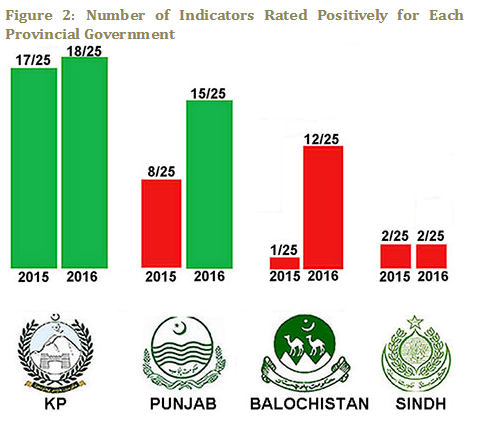 Figure 2: Number of Indicators Rated Positively for Each
Provincial Government
17/25 18/25 8/25 15/25 1/25 12/25 2/25 2/25
2015 2016 2015 2016 2015 2016 2015 2016
KP PUNJAB BALOCHISTAN SINDH